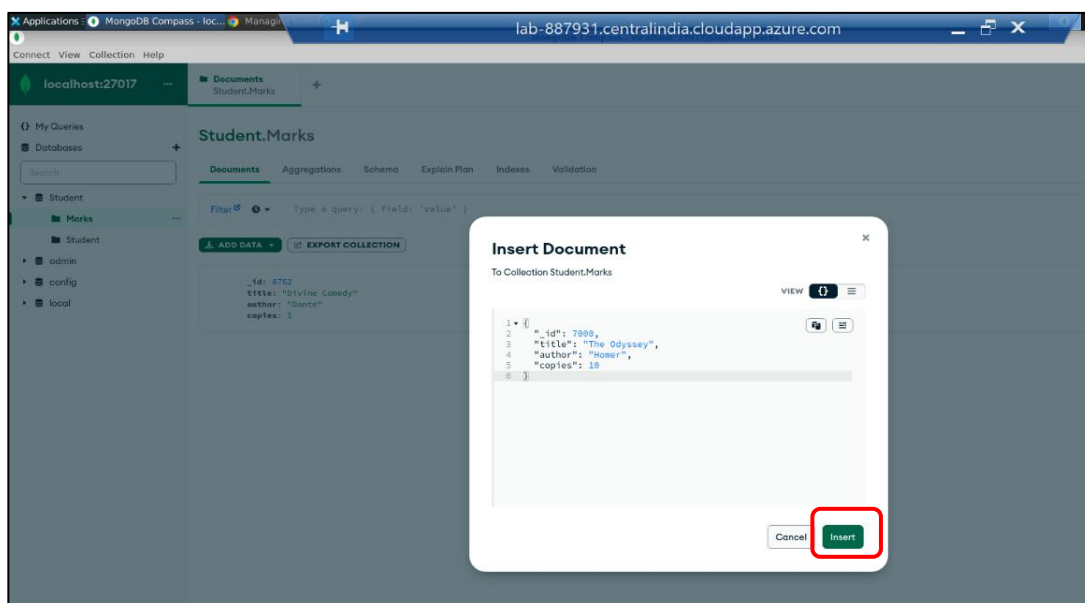 Applications : MongoDB Compass - loc... Managin
lab-887931.centralindia.cloudapp.azure.com
Connect View Collection Help
localhost:27017 ...
Documents
Student.Marks
+
{} My Queries
Databases +
Search
Student
Marks ...
Student
admin
config
local
Student.Marks
Documents Aggregations Schema Explain Plan Indexes Validation
Filter Type a query: { field: 'value' }
ADD DATA EXPORT COLLECTION
_id: 8752
title: "Divine Comedy"
author: "Dante"
copies: 1
Insert Document
To Collection Student.Marks
VIEW {}
1 {
2 "_id": 7000,
3 "title": "The Odyssey",
4 "author": "Homer",
5 "copies": 10
6 }
Cancel Insert